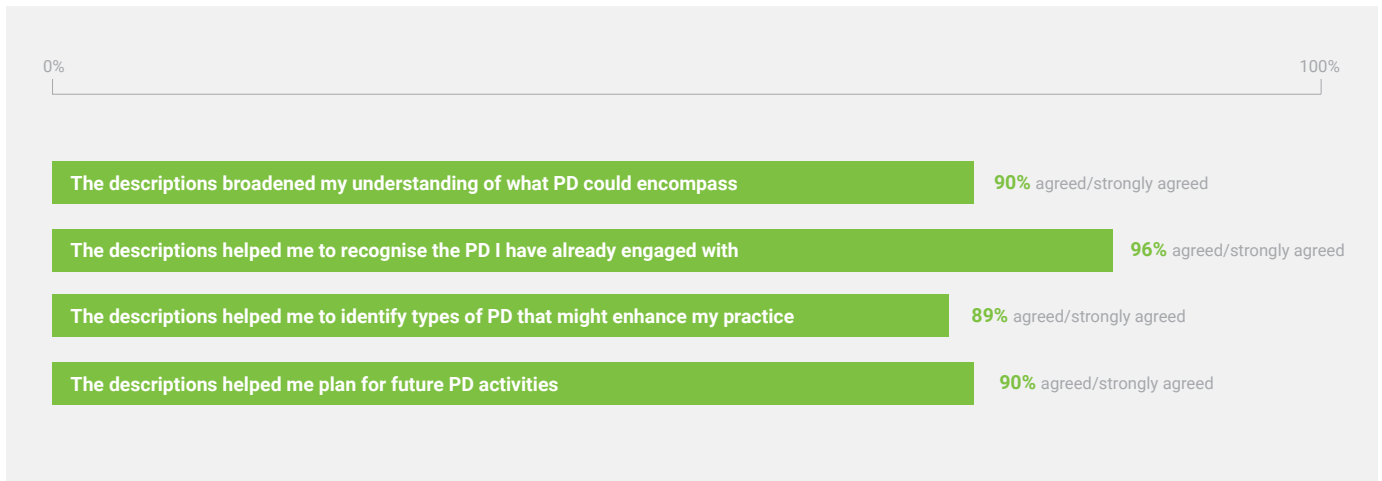 0%
100%
The descriptions broadened my understanding of what PD could encompass
90% agreed/strongly agreed
The descriptions helped me to recognise the PD I have already engaged with
96% agreed/strongly agreed
The descriptions helped me to identify types of PD that might enhance my practice
89% agreed/strongly agreed
The descriptions helped me plan for future PD activities
90% agreed/strongly agreed